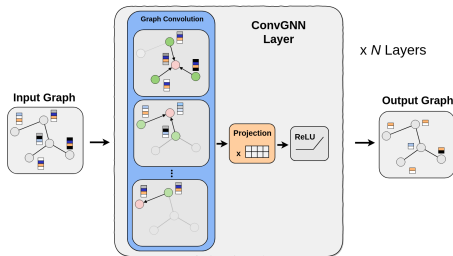 Graph Convolution
ConvGNN
Layer
x N Layers
Input Graph
Output Graph
Projection
x
ReLU